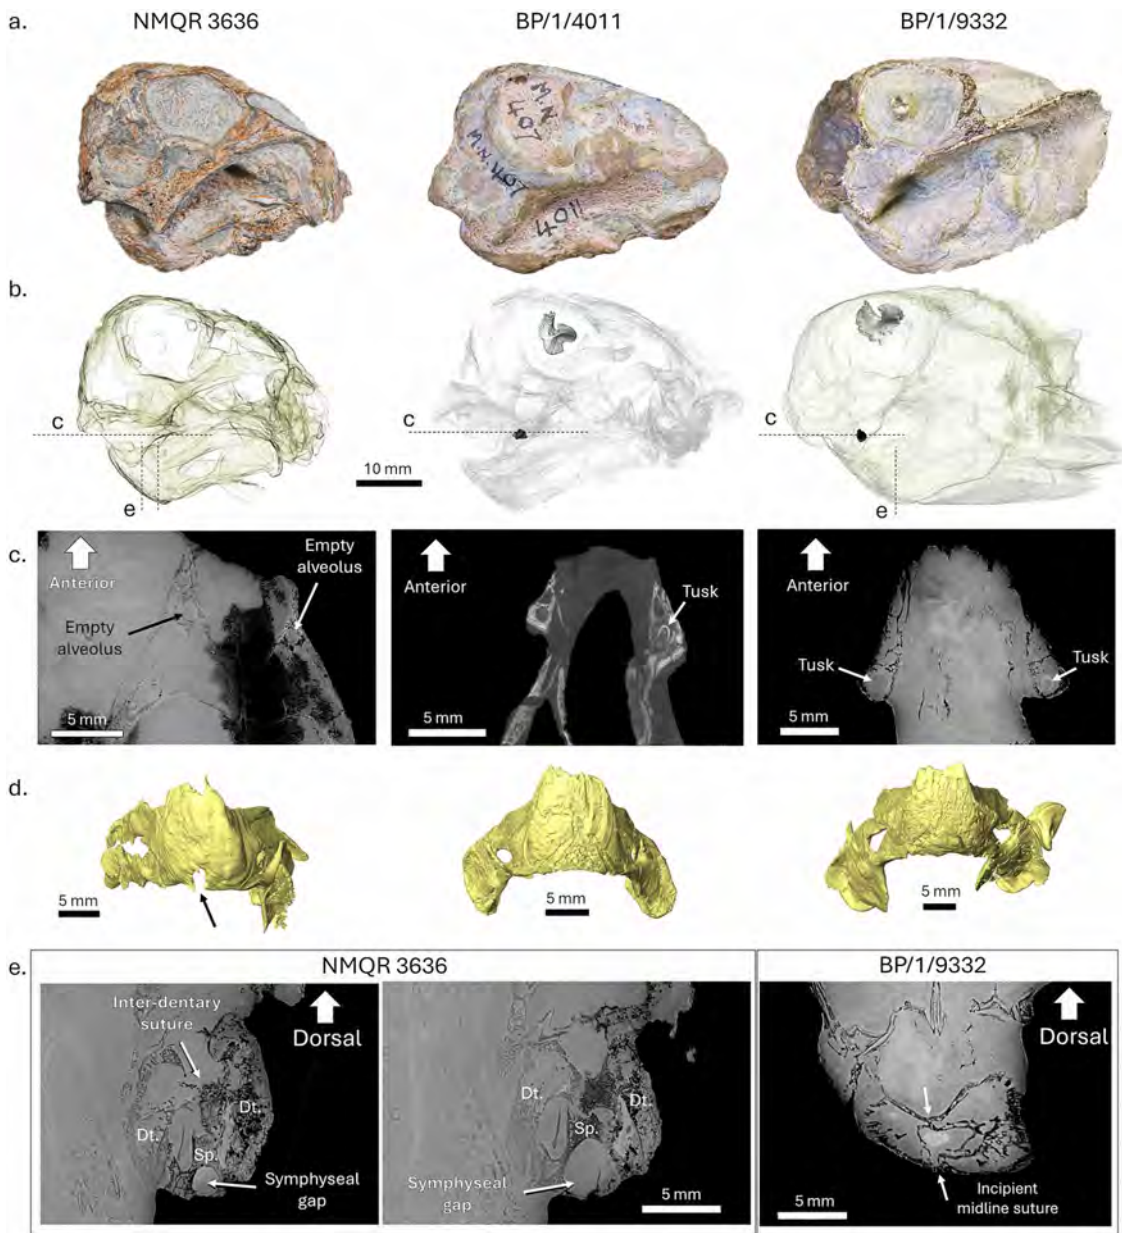 a.
NMQR 3636
BP/1/4011
BP/1/9332
M.N.
407
M.N. 1407
4011
b.
c
e
10 mm
c
c
e
c.
Anterior
Empty
alveolus
Empty
alveolus
5 mm
Anterior
Tusk
5 mm
Anterior
Tusk
Tusk
5 mm
d.
5 mm
5 mm
5 mm
e.
NMQR 3636
BP/1/9332
Inter-dentary
suture
Dorsal
Dt.
Dt.
Sp.
Symphyseal
gap
Dt.
Dt.
Sp.
Symphyseal
gap
5 mm
Dorsal
Incipient
midline suture
5 mm